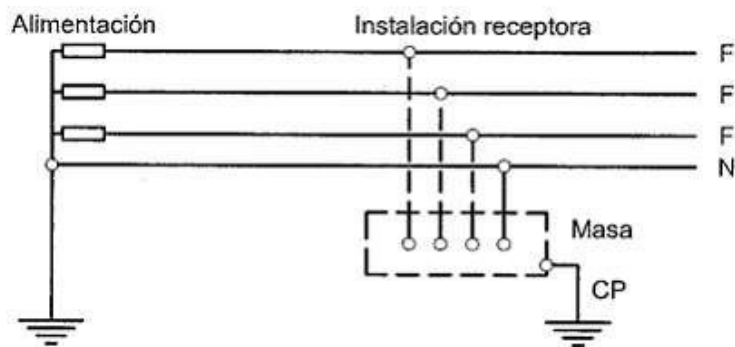 Alimentación
Instalación receptora
F
F
F
N
Masa
CP